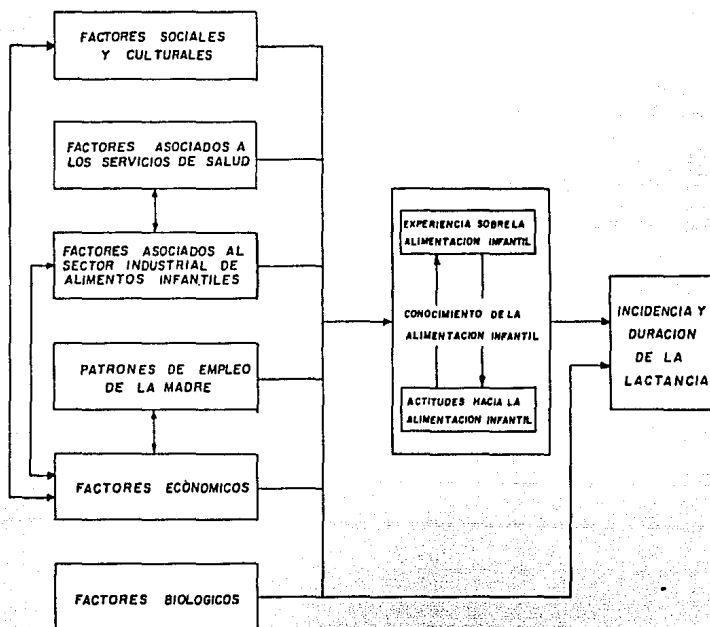 FACTORES SOCIALES
Y CULTURALES
FACTORES ASOCIADOS A
LOS SERVICIOS DE SALUD
FACTORES ASOCIADOS AL
SECTOR INDUSTRIAL DE
ALIMENTOS INFANTILES
PATRONES DE EMPLEO
DE LA MADRE
FACTORES ECÒNOMICOS
FACTORES BIOLOGICOS
EXPERIENCIA SOBRE LA
ALIMENTACION INFANTIL
CONOCIMIENTO DE LA
ALIMENTACION INFANTIL
ACTITUDES HACIA LA
ALIMENTACION INFANTIL
INCIDENCIA Y
DURACION
DE LA
LACTANCIA